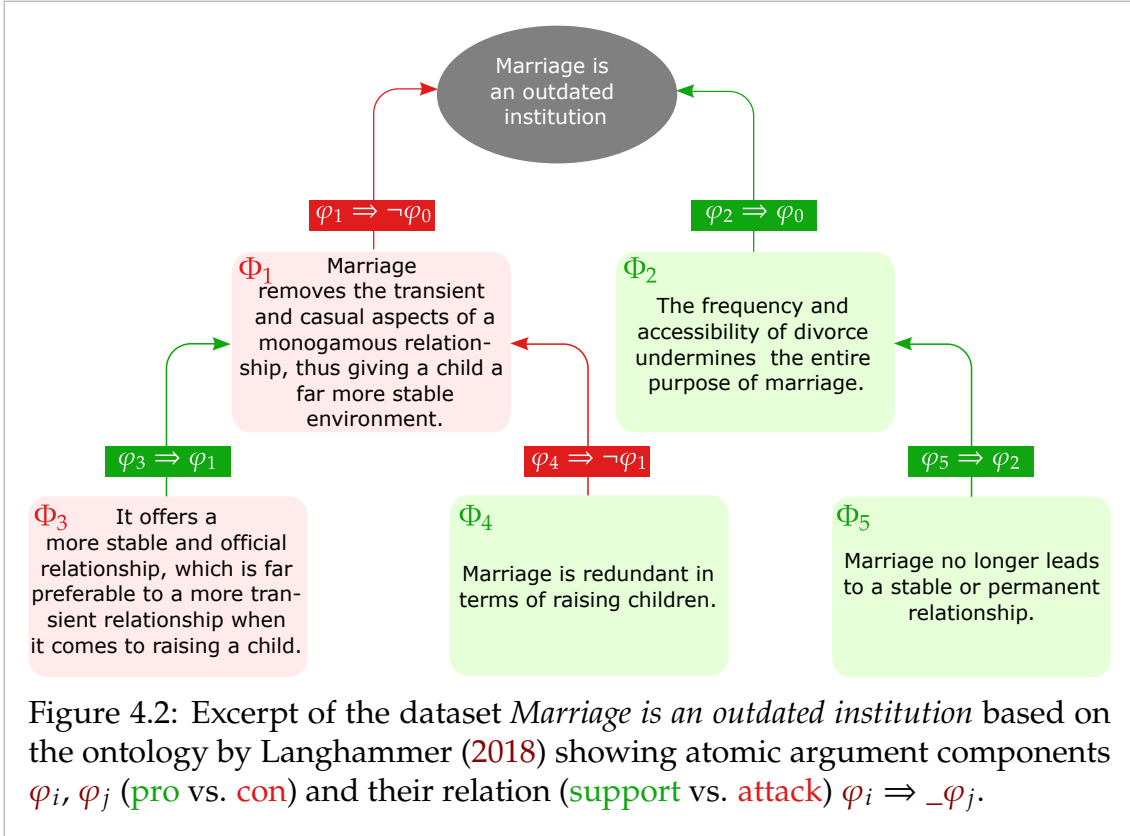 Marriage is
an outdated
institution
φ₁ ⇒ ¬φ₀
φ₂ ⇒ φ₀
Φ₁ Marriage
removes the transient
and casual aspects of a
monogamous relation-
ship, thus giving a child a
far more stable
environment.
Φ₂
The frequency and
accessibility of divorce
undermines the entire
purpose of marriage.
φ₃ ⇒ φ₁
φ₄ ⇒ ¬φ₁
φ₅ ⇒ φ₂
Φ₃ It offers a
more stable and official
relationship, which is far
preferable to a more tran-
sient relationship when
it comes to raising a child.
Φ₄
Marriage is redundant in
terms of raising children.
Φ₅
Marriage no longer leads
to a stable or permanent
relationship.
Figure 4.2: Excerpt of the dataset Marriage is an outdated institution based on
the ontology by Langhammer (2018) showing atomic argument components
φᵢ, φⱼ (pro vs. con) and their relation (support vs. attack) φᵢ ⇒ _φⱼ.